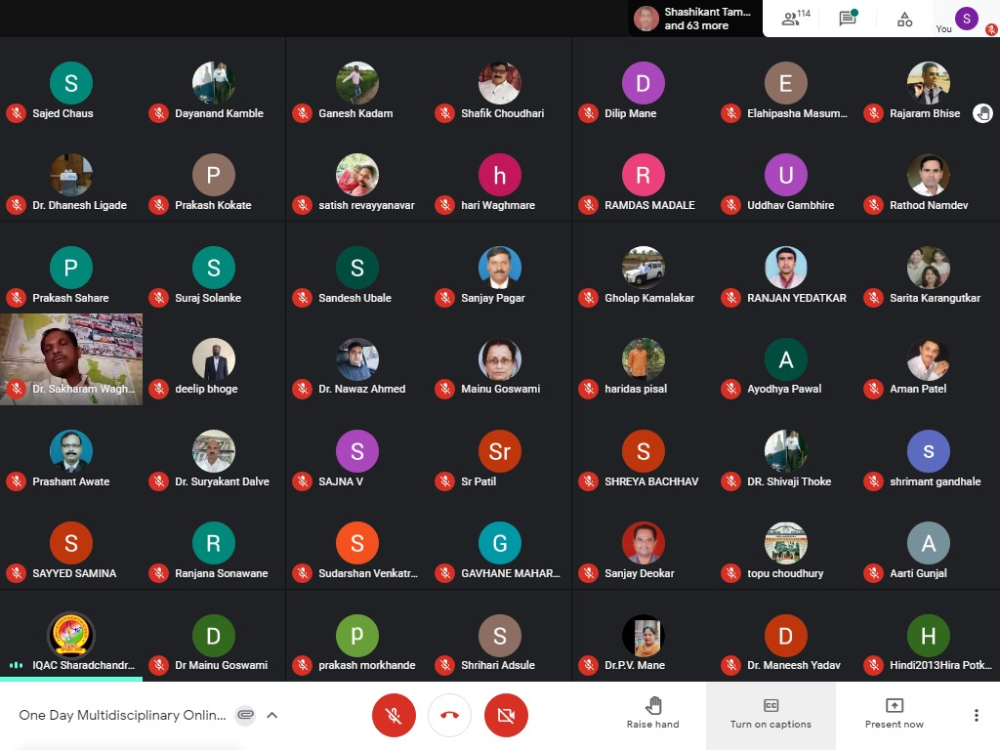 Shashikant Tam...
and 63 more
114
You
S
S
Sajed Chaus
Dayanand Kamble
Ganesh Kadam
Shafik Choudhari
D
Dilip Mane
E
Elahipasha Masum...
Rajaram Bhise
Dr. Dhanesh Ligade
P
Prakash Kokate
satish revayyanavar
h
hari Waghmare
R
RAMDAS MADALE
U
Uddhav Gambhire
Rathod Namdev
P
Prakash Sahare
S
Suraj Solanke
S
Sandesh Ubale
Sanjay Pagar
Gholap Kamalakar
RANJAN YEDATKAR
Sarita Karangutkar
Dr. Sakharam Wagh...
deelip bhoge
Dr. Nawaz Ahmed
Mainu Goswami
haridas pisal
A
Ayodhya Pawal
Aman Patel
Prashant Awate
Dr. Suryakant Dalve
S
SAJNA V
Sr
Sr Patil
S
SHREYA BACHHAV
DR. Shivaji Thoke
s
shrimant gandhale
S
SAYYED SAMINA
R
Ranjana Sonawane
S
Sudarshan Venkatr...
G
GAVHANE MAHAR...
Sanjay Deokar
topu choudhury
A
Aarti Gunjal
IQAC Sharadchandr...
D
Dr Mainu Goswami
p
prakash morkhande
S
Shrihari Adsule
Dr.P.V. Mane
D
Dr. Maneesh Yadav
H
Hindi2013Hira Potk...
One Day Multidisciplinary Onlin...
Raise hand
CC
Turn on captions
Present now